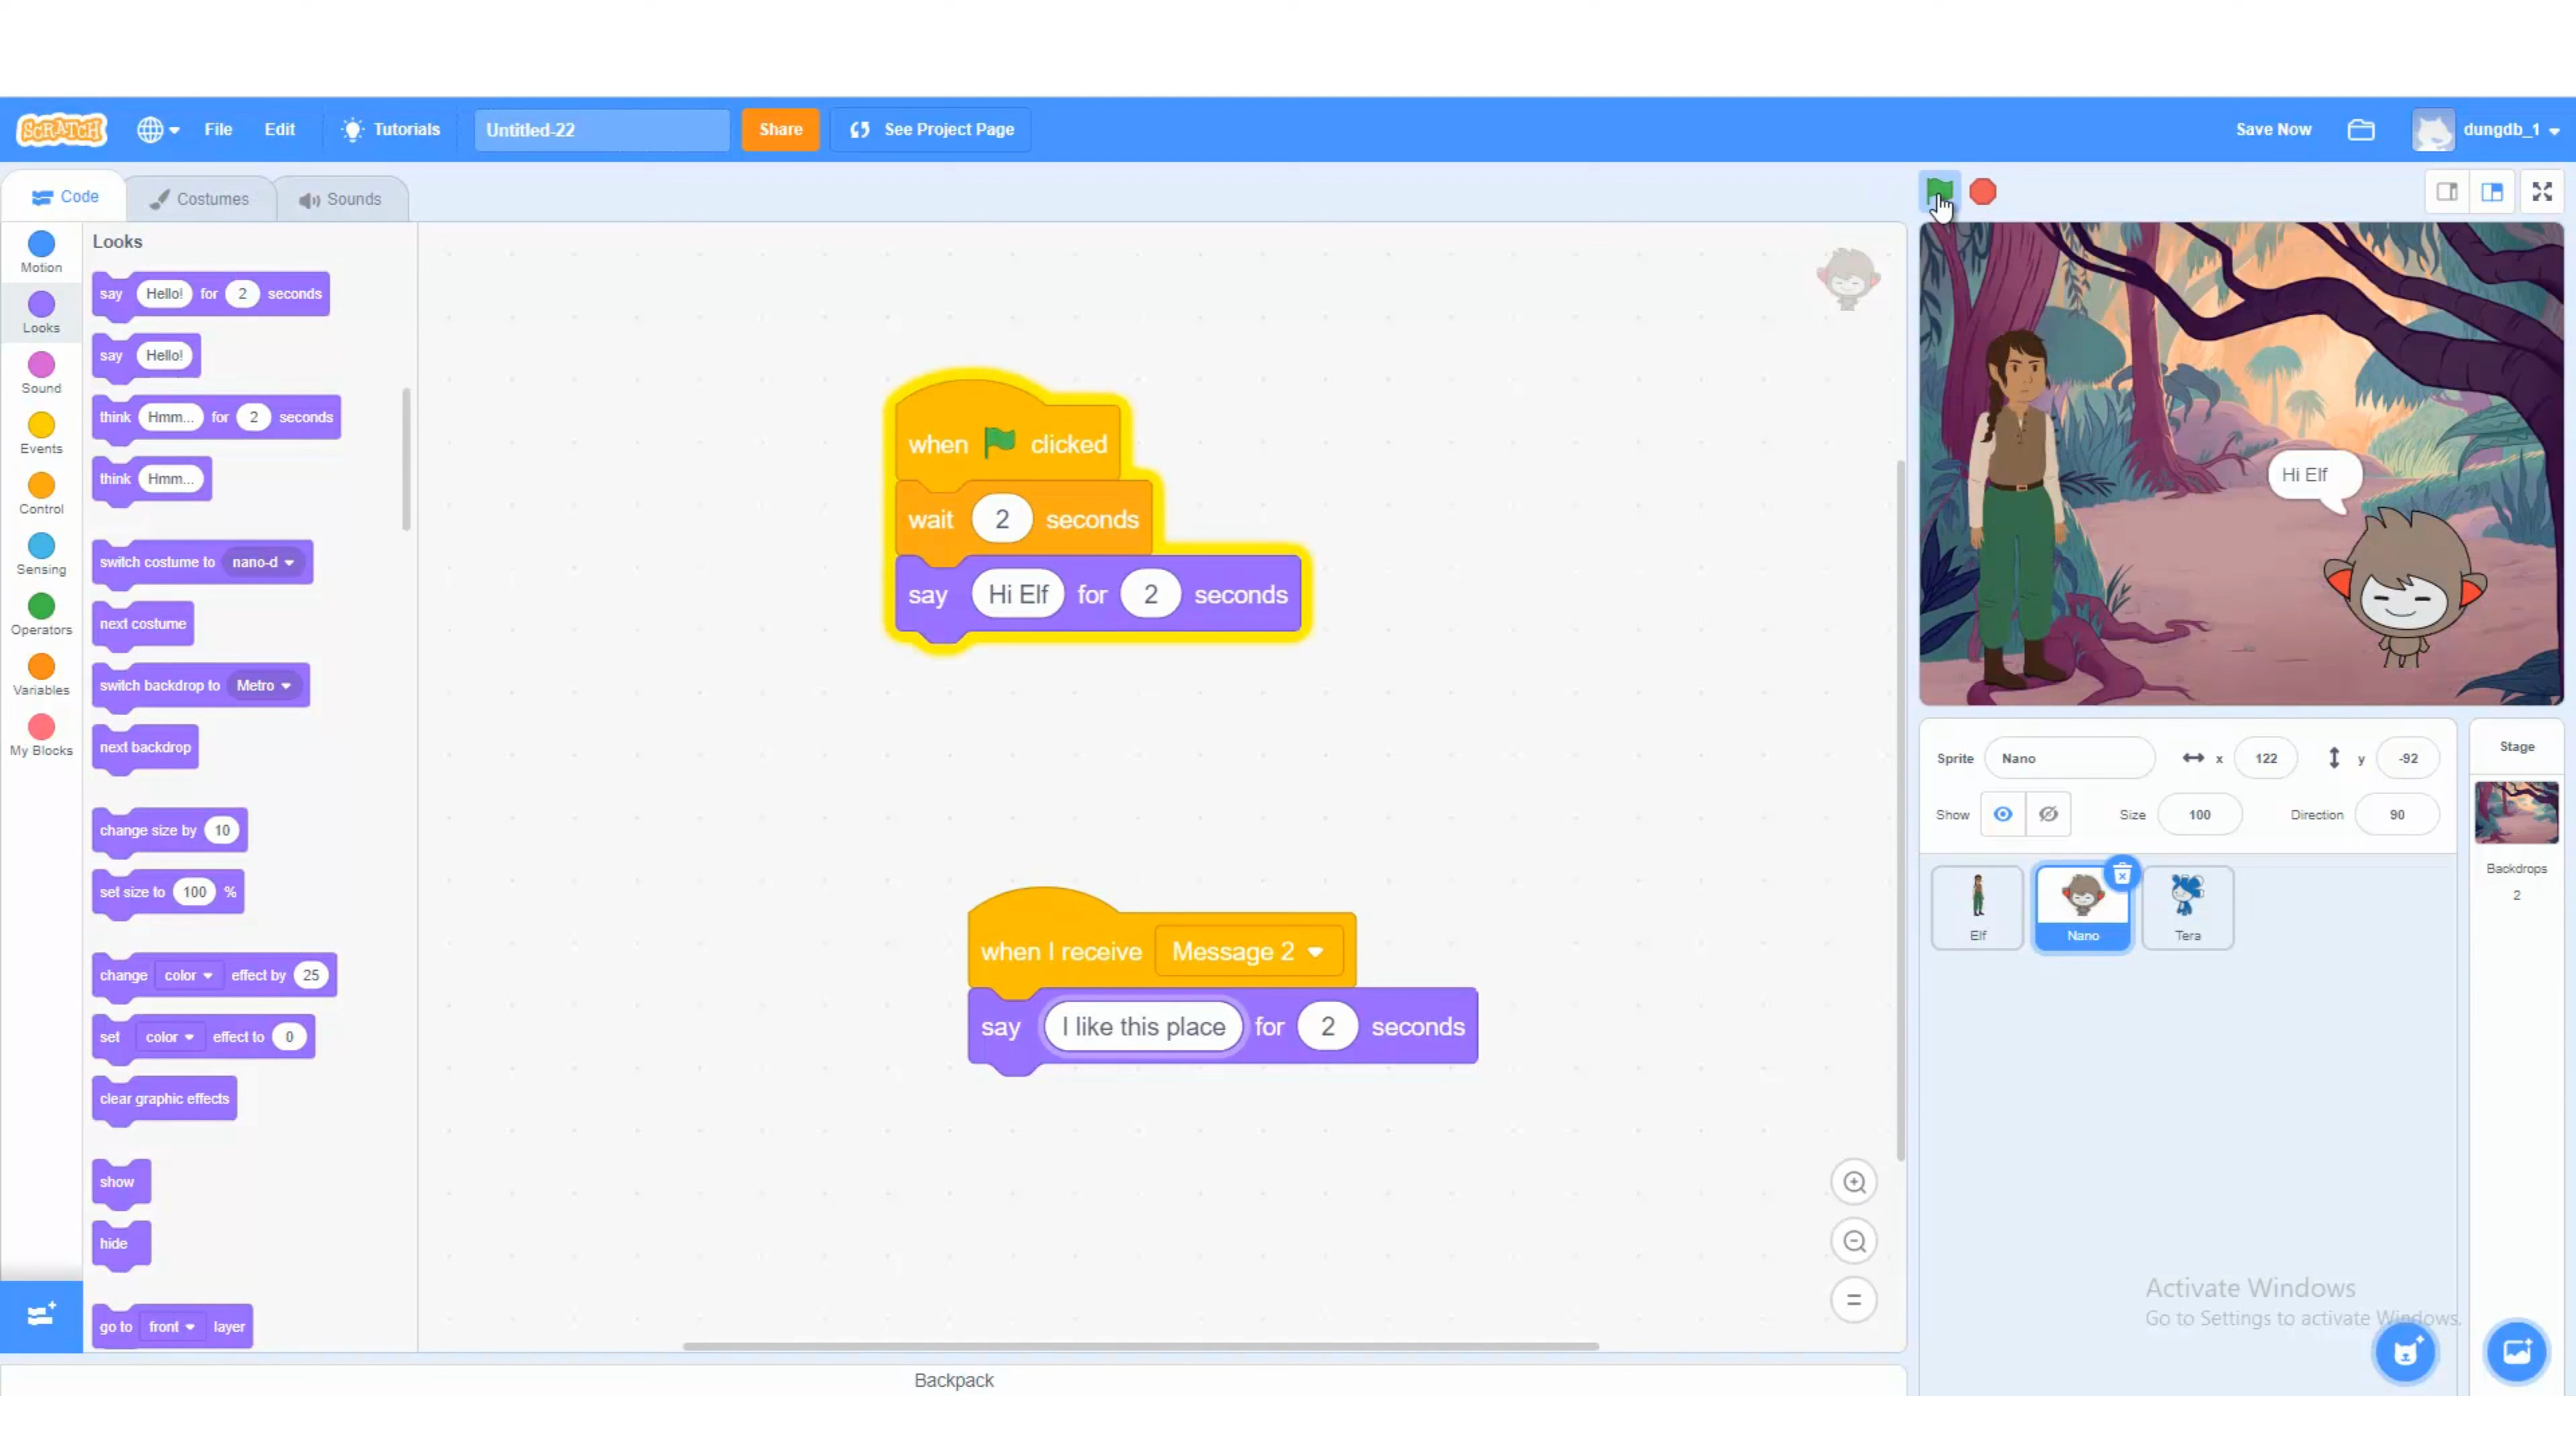 SCRATCH File Edit Tutorials Untitled-22 Share See Project Page Save Now dungdb_1
Code Costumes Sounds
Motion
Looks
Sound
Events
Control
Sensing
Operators
Variables
My Blocks
Looks
say Hello! for 2 seconds
say Hello!
think Hmm... for 2 seconds
think Hmm...
switch costume to nano-d
next costume
switch backdrop to Metro
next backdrop
change size by 10
set size to 100 %
change color effect by 25
set color effect to 0
clear graphic effects
show
hide
go to front layer
when clicked
wait 2 seconds
say Hi Elf for 2 seconds
when I receive Message 2
say I like this place for 2 seconds
=
Backpack
Hi Elf
Sprite Nano x 122 y -92
Show Size 100 Direction 90
Elf
Nano
Tera
Stage
Backdrops
2
Activate Windows
Go to Settings to activate Windows.